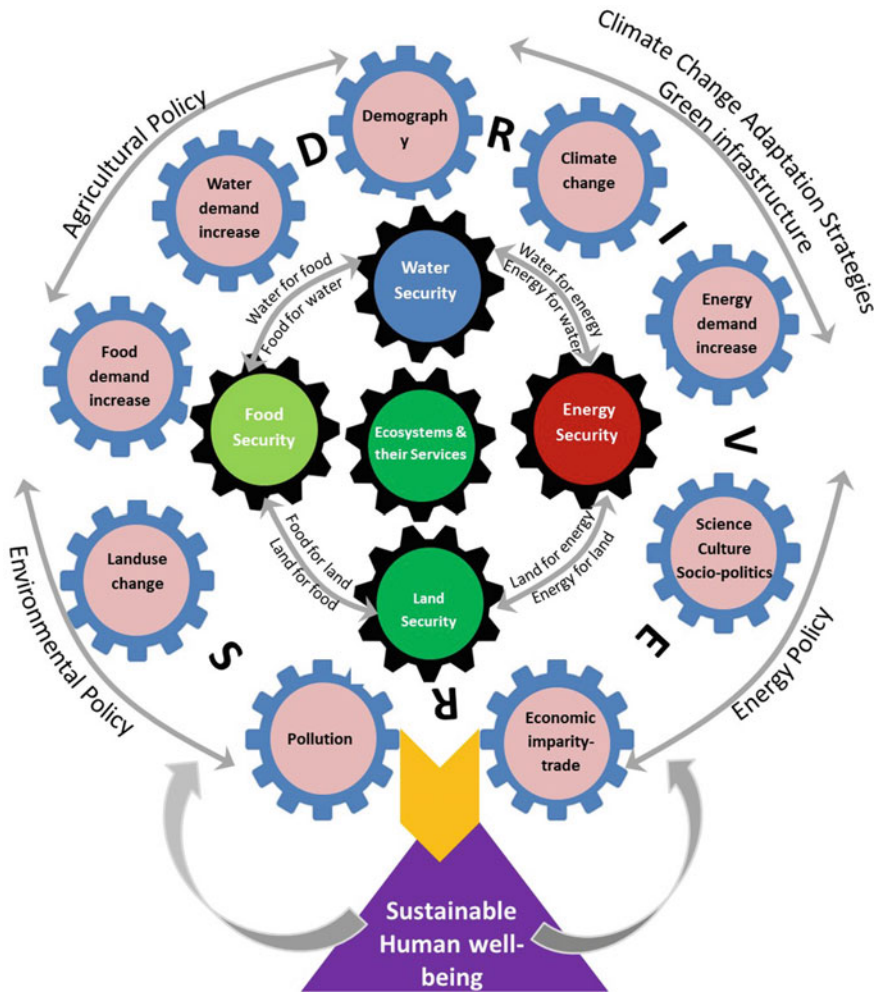 Climate Change Adaptation Strategies
Green infrastructure
Agricultural Policy
D
R
I
V
E
R
S
Demograph
y
Climate
change
Water
demand
increase
Energy
demand
increase
Food
demand
increase
Science
Culture
Socio-politics
Landuse
change
Economic
imparity-
trade
Pollution
Water
Security
Water for food
Food for water
Water for energy
Energy for water
Food
Security
Ecosystems &
their Services
Energy
Security
Food for land
Land for food
Land for energy
Energy for land
Land
Security
Environmental Policy
Energy Policy
Sustainable
Human well-
being